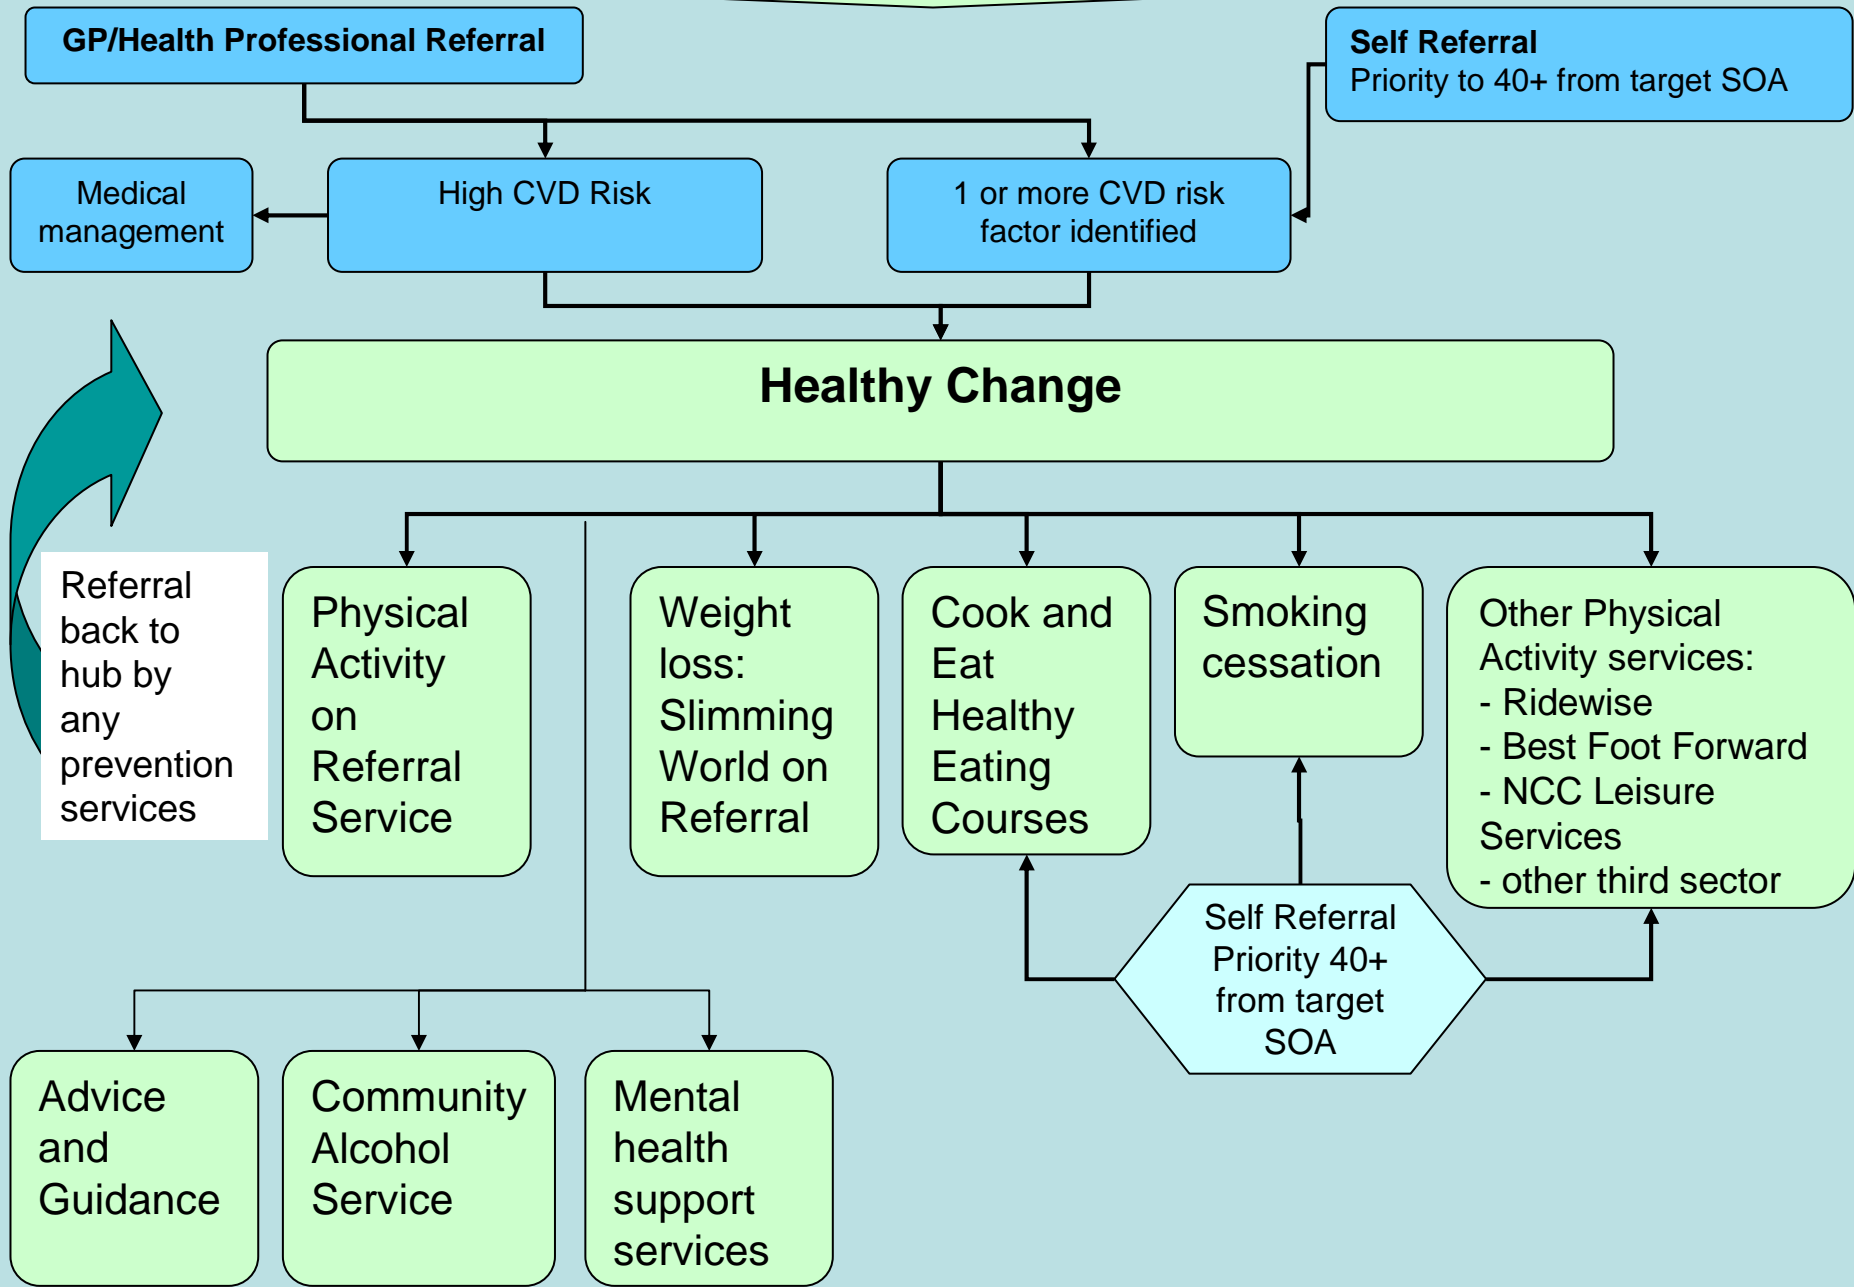 GP/Health Professional Referral
Self Referral
Priority to 40+ from target SOA
Medical
management
High CVD Risk
1 or more CVD risk
factor identified
Healthy Change
Referral
back to
hub by
any
prevention
services
Physical
Activity
on
Referral
Service
Weight
loss:
Slimming
World on
Referral
Cook and
Eat
Healthy
Eating
Courses
Smoking
cessation
Other Physical
Activity services:
- Ridewise
- Best Foot Forward
- NCC Leisure
Services
- other third sector
Self Referral
Priority 40+
from target
SOA
Advice
and
Guidance
Community
Alcohol
Service
Mental
health
support
services